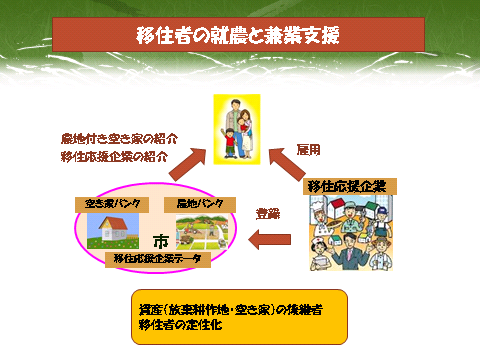 移住者の就農と兼業支援
農地付き空き家の紹介
移住応援企業の紹介
雇用
移住応援企業
空き家バンク
農地バンク
登録
市
移住応援企業データ
資産(放棄耕作地・空き家)の後継者
移住者の定性化